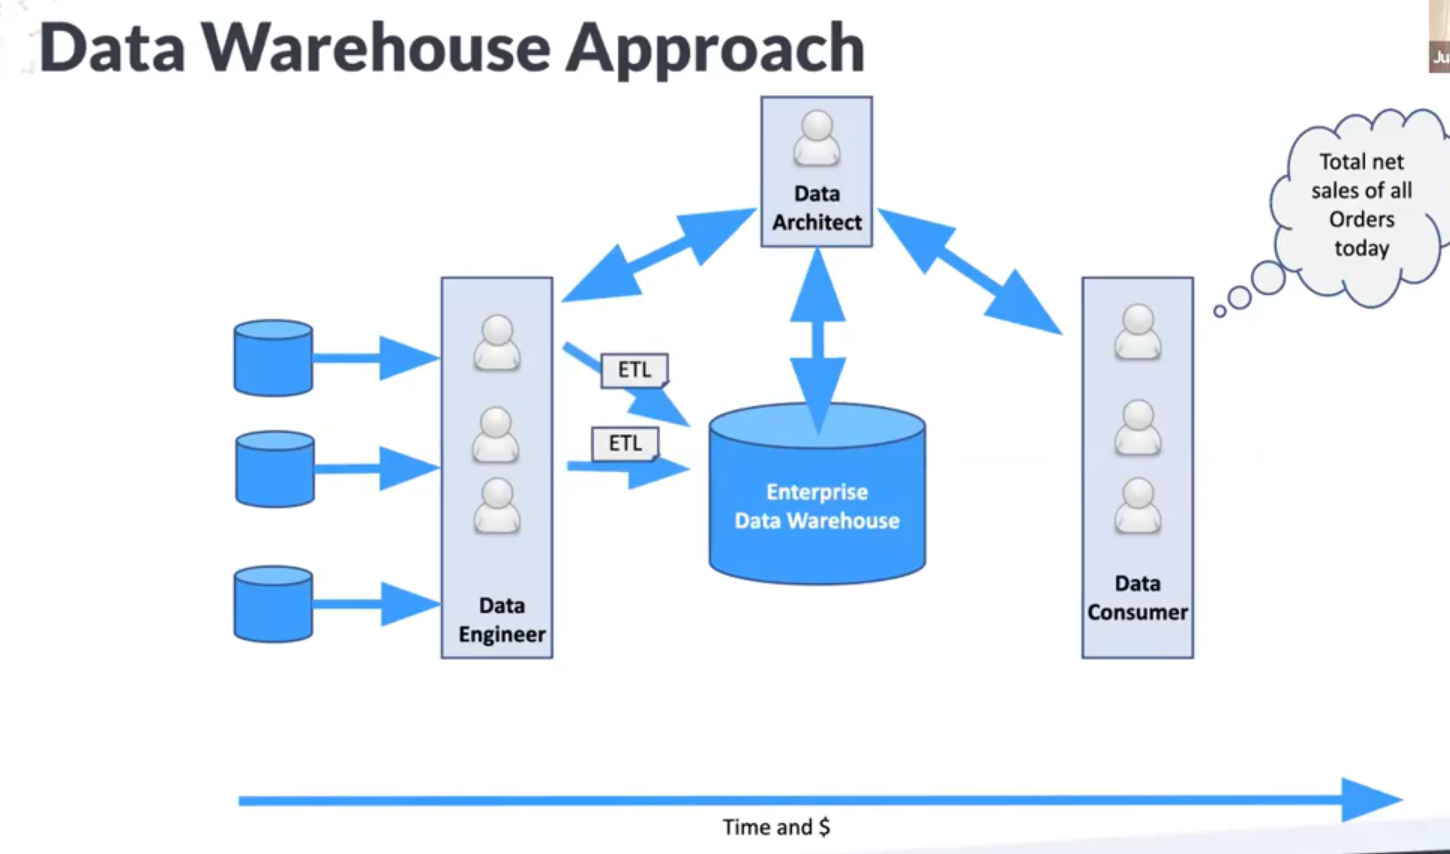 Data Warehouse Approach
Ju
Data
Architect
Total net
sales of all
Orders
today
ETL
ETL
Enterprise
Data Warehouse
Data
Engineer
Data
Consumer
Time and $